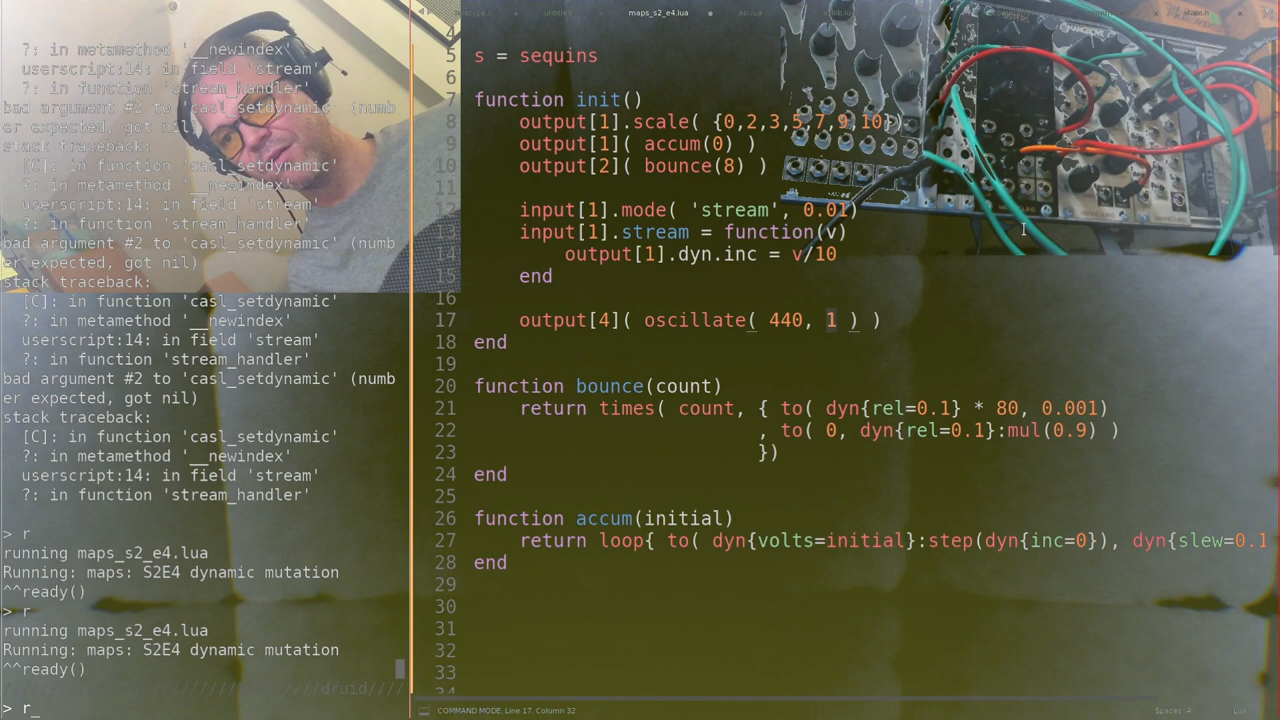 ?: in metamethod '__newindex'
userscript:14: in field 'stream'
?: in function 'stream_handler'
bad argument #2 to 'casl_setdynamic' (numb
er expected, got nil)
stack traceback:
[C]: in function 'casl_setdynamic'
?: in metamethod '__newindex'
userscript:14: in field 'stream'
?: in function 'stream_handler'
bad argument #2 to 'casl_setdynamic' (numb
er expected, got nil)
stack traceback:
[C]: in function 'casl_setdynamic'
?: in metamethod '__newindex'
userscript:14: in field 'stream'
?: in function 'stream_handler'
bad argument #2 to 'casl_setdynamic' (numb
er expected, got nil)
stack traceback:
[C]: in function 'casl_setdynamic'
?: in metamethod '__newindex'
userscript:14: in field 'stream'
?: in function 'stream_handler'
> r
running maps_s2_e4.lua
Running: maps: S2E4 dynamic mutation
^^ready()
> r
running maps_s2_e4.lua
Running: maps: S2E4 dynamic mutation
^^ready()
////////////////////////////////druid////
> r_
untitled
maps_s2_e4.lua
4
5 s = sequins
6
7 function init()
8 output[1].scale( {0,2,3,5,7,9,10})
9 output[1]( accum(0) )
10 output[2]( bounce(8) )
11
12 input[1].mode( 'stream', 0.01)
13 input[1].stream = function(v)
14 output[1].dyn.inc = v/10
15 end
16
17 output[4]( oscillate( 440, 1 ) )
18 end
19
20 function bounce(count)
21 return times( count, { to( dyn{rel=0.1} * 80, 0.001)
22 , to( 0, dyn{rel=0.1}:mul(0.9) )
23 })
24 end
25
26 function accum(initial)
27 return loop{ to( dyn{volts=initial}:step(dyn{inc=0}), dyn{slew=0.1
28 end
29
30
31
32
33
34
COMMAND MODE, Line 17, Column 32
Spaces: 4
Lua